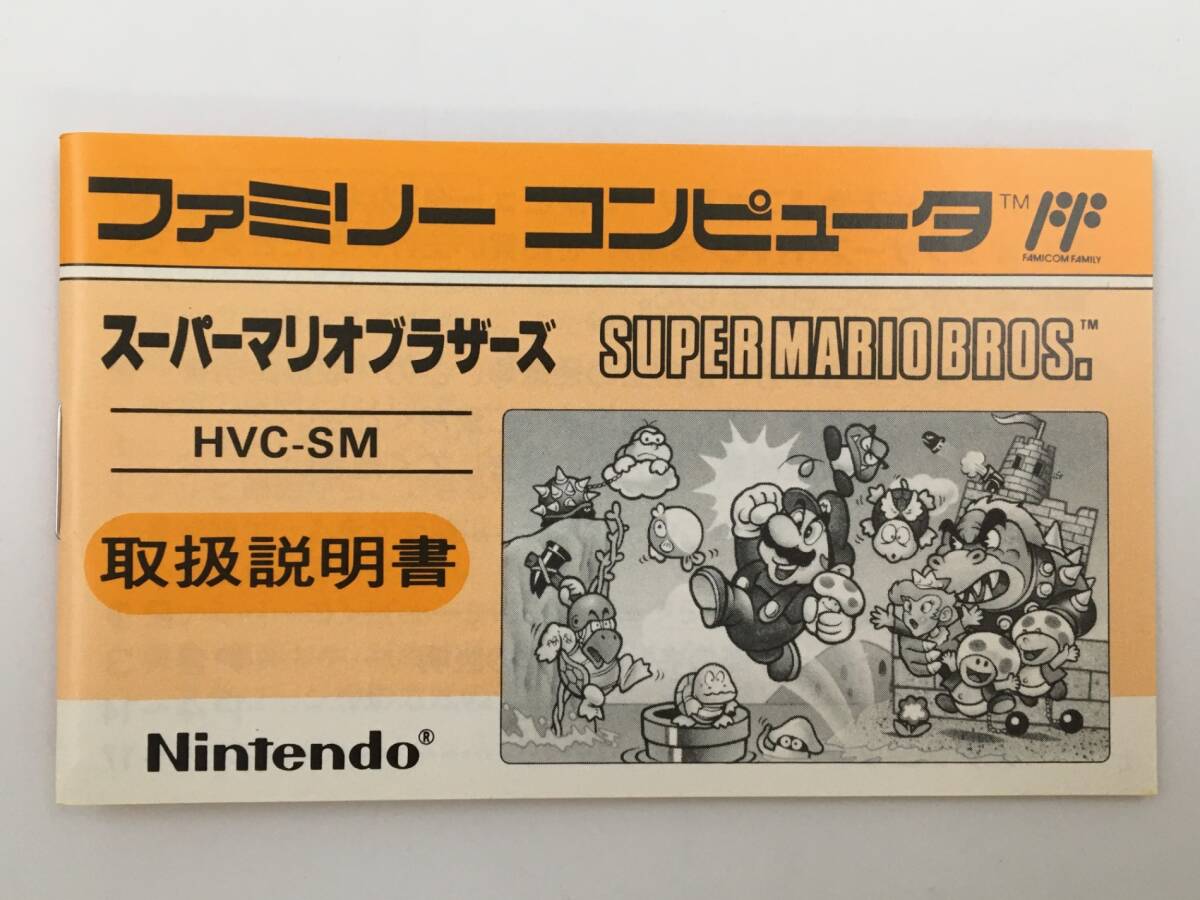 ファミリー コンピュータ™
FAMICOM FAMILY
スーパーマリオブラザーズ SUPER MARIO BROS.™
HVC-SM
取扱説明書
Nintendo®